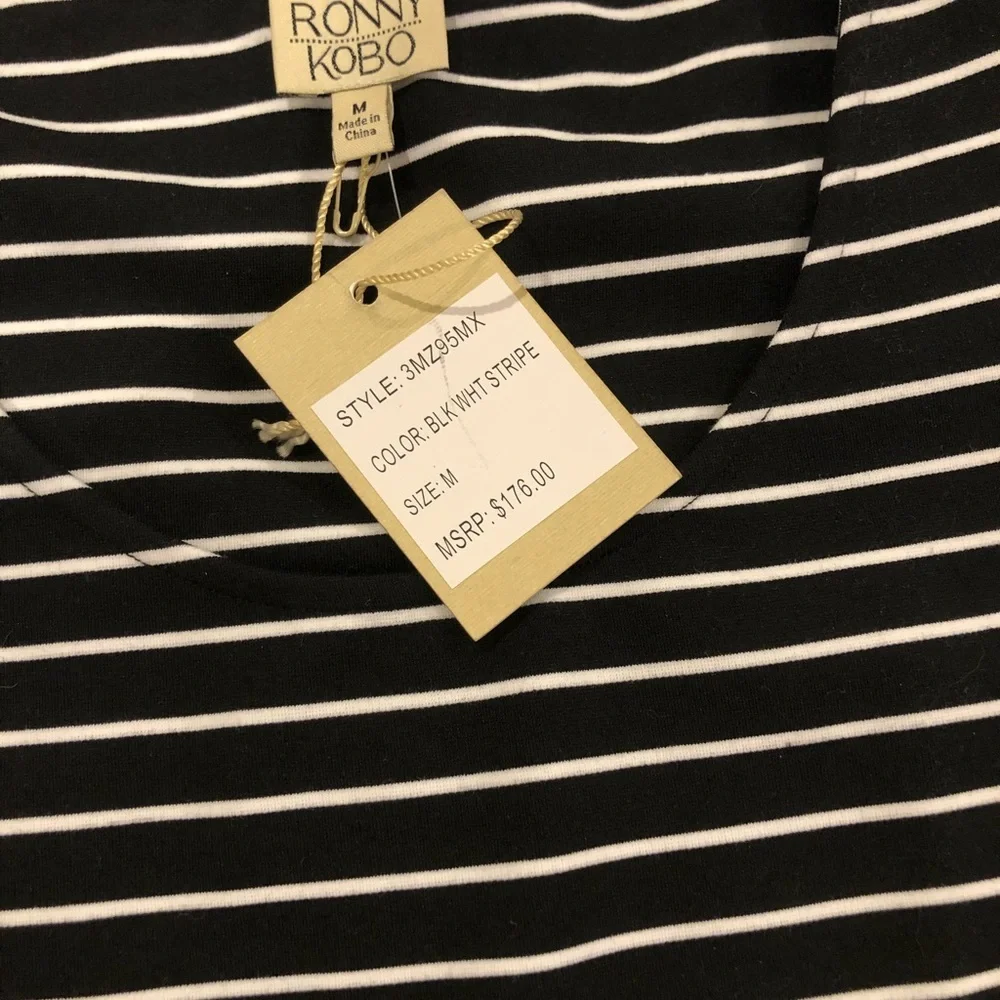 RONNY
KOBO
M
Made in
China
STYLE: 3MZ95MX
COLOR: BLK WHT STRIPE
SIZE: M
MSRP: $176.00